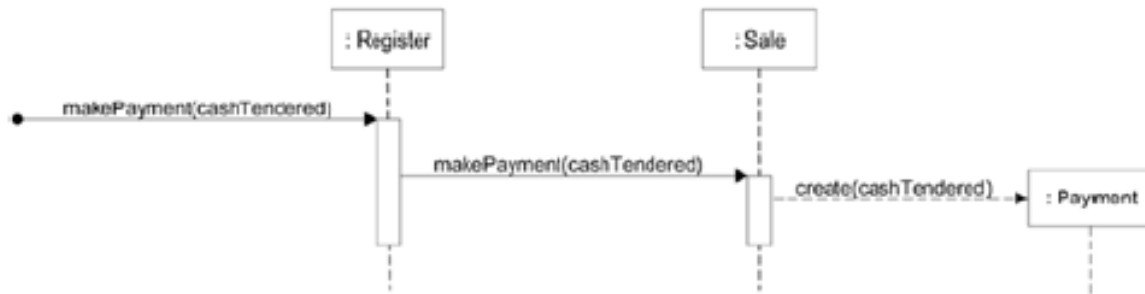 : Register
: Sale
makePayment(cashTendered)
makePayment(cashTendered)
create(cashTendered)
: Payment